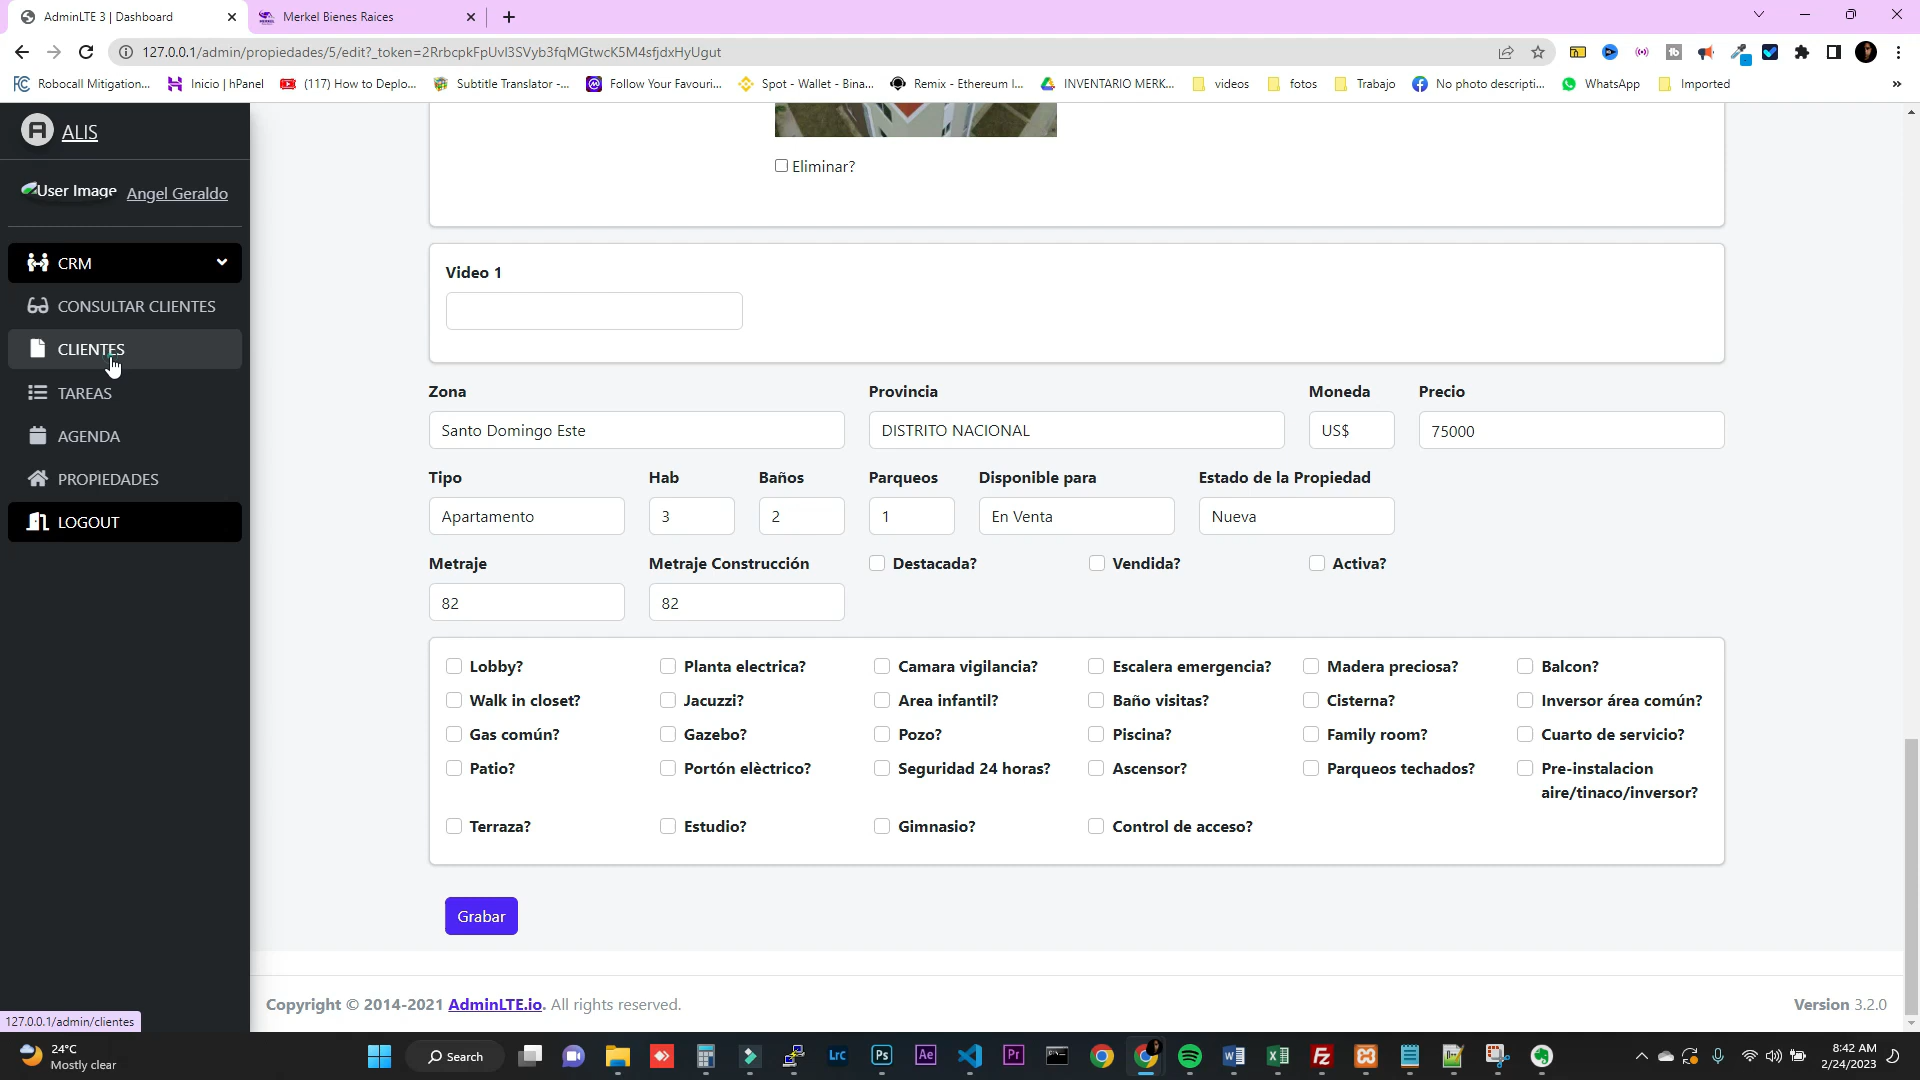 AdminLTE 3 | Dashboard
Merkel Bienes Raices
127.0.0.1/admin/propiedades/5/edit?_token=2RrbcpkFpUvI3SVyb3fqMGtwcK5M4sfjdxHyUgut
Robocall Mitigation...
Inicio | hPanel
(117) How to Deplo...
Subtitle Translator -...
Follow Your Favouri...
Spot - Wallet - Bina...
Remix - Ethereum I...
INVENTARIO MERK...
videos
fotos
Trabajo
No photo descripti...
WhatsApp
Imported
»
ALIS
User Image
Angel Geraldo
CRM
CONSULTAR CLIENTES
CLIENTES
TAREAS
AGENDA
PROPIEDADES
LOGOUT
Eliminar?
Video 1
Zona
Provincia
Moneda
Precio
Santo Domingo Este
DISTRITO NACIONAL
US$
75000
Tipo
Hab
Baños
Parqueos
Disponible para
Estado de la Propiedad
Apartamento
3
2
1
En Venta
Nueva
Metraje
Metraje Construcción
Destacada?
Vendida?
Activa?
82
82
Lobby?
Planta electrica?
Camara vigilancia?
Escalera emergencia?
Madera preciosa?
Balcon?
Walk in closet?
Jacuzzi?
Area infantil?
Baño visitas?
Cisterna?
Inversor área común?
Gas común?
Gazebo?
Pozo?
Piscina?
Family room?
Cuarto de servicio?
Patio?
Portón elèctrico?
Seguridad 24 horas?
Ascensor?
Parqueos techados?
Pre-instalacion
aire/tinaco/inversor?
Terraza?
Estudio?
Gimnasio?
Control de acceso?
Grabar
Copyright © 2014-2021 AdminLTE.io. All rights reserved.
Version 3.2.0
127.0.0.1/admin/clientes
24°C
Mostly clear
Search
Lrc
Ps
Ae
Pr
8:42 AM
2/24/2023